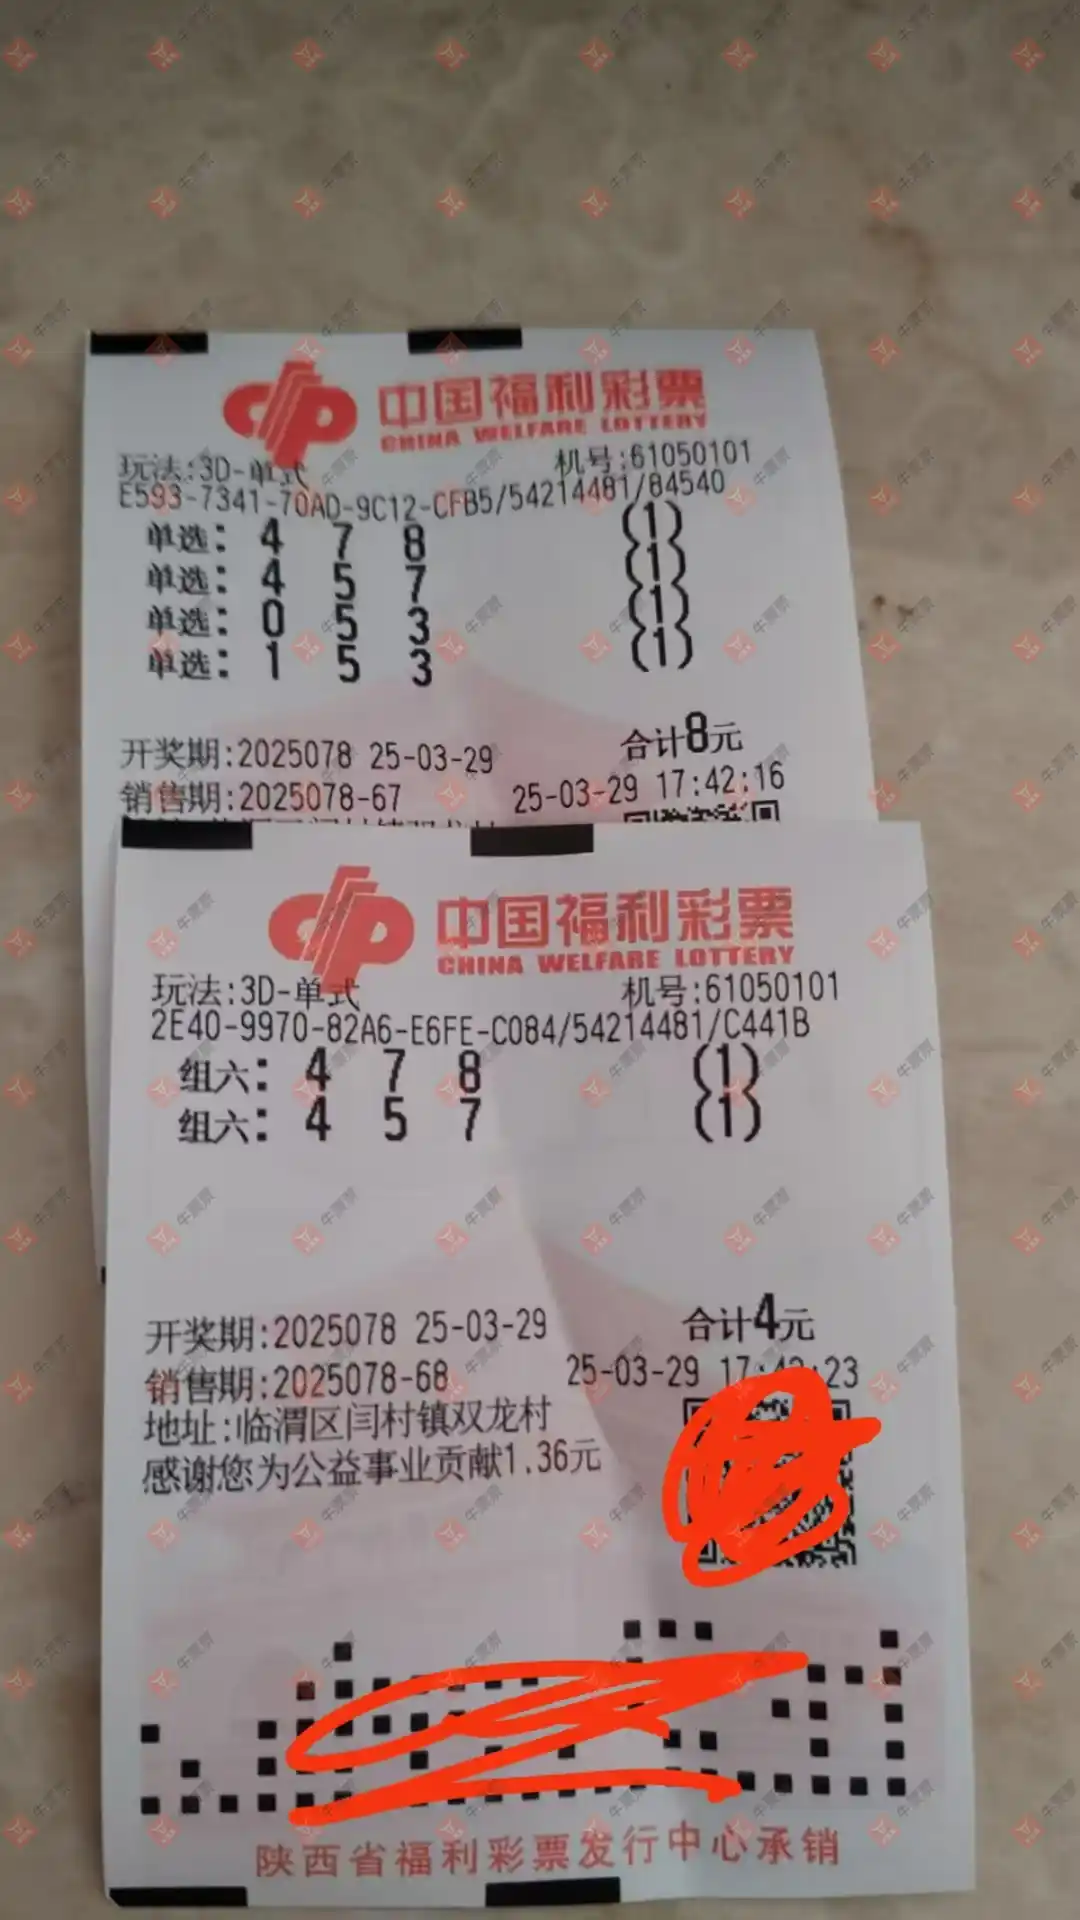 中国福利彩票
CHINA WELFARE LOTTERY
玩法:3D-单式 机号:61050101
E593-7341-70AD-9C12-CFB5/54214481/84540
单选: 4 7 8 (1)
单选: 4 5 7 (1)
单选: 0 5 3 (1)
单选: 1 5 3 (1)
合计8元
开奖期:2025078 25-03-29
销售期:2025078-67 25-03-29 17:42:16
中国福利彩票
CHINA WELFARE LOTTERY
玩法:3D-单式 机号:61050101
2E40-9970-82A6-E6FE-C084/54214481/C441B
组六: 4 7 8 (1)
组六: 4 5 7 (1)
开奖期:2025078 25-03-29 合计4元
销售期:2025078-68 25-03-29 17:42:23
地址:临渭区闫村镇双龙村
感谢您为公益事业贡献1.36元
陕西省福利彩票发行中心承销